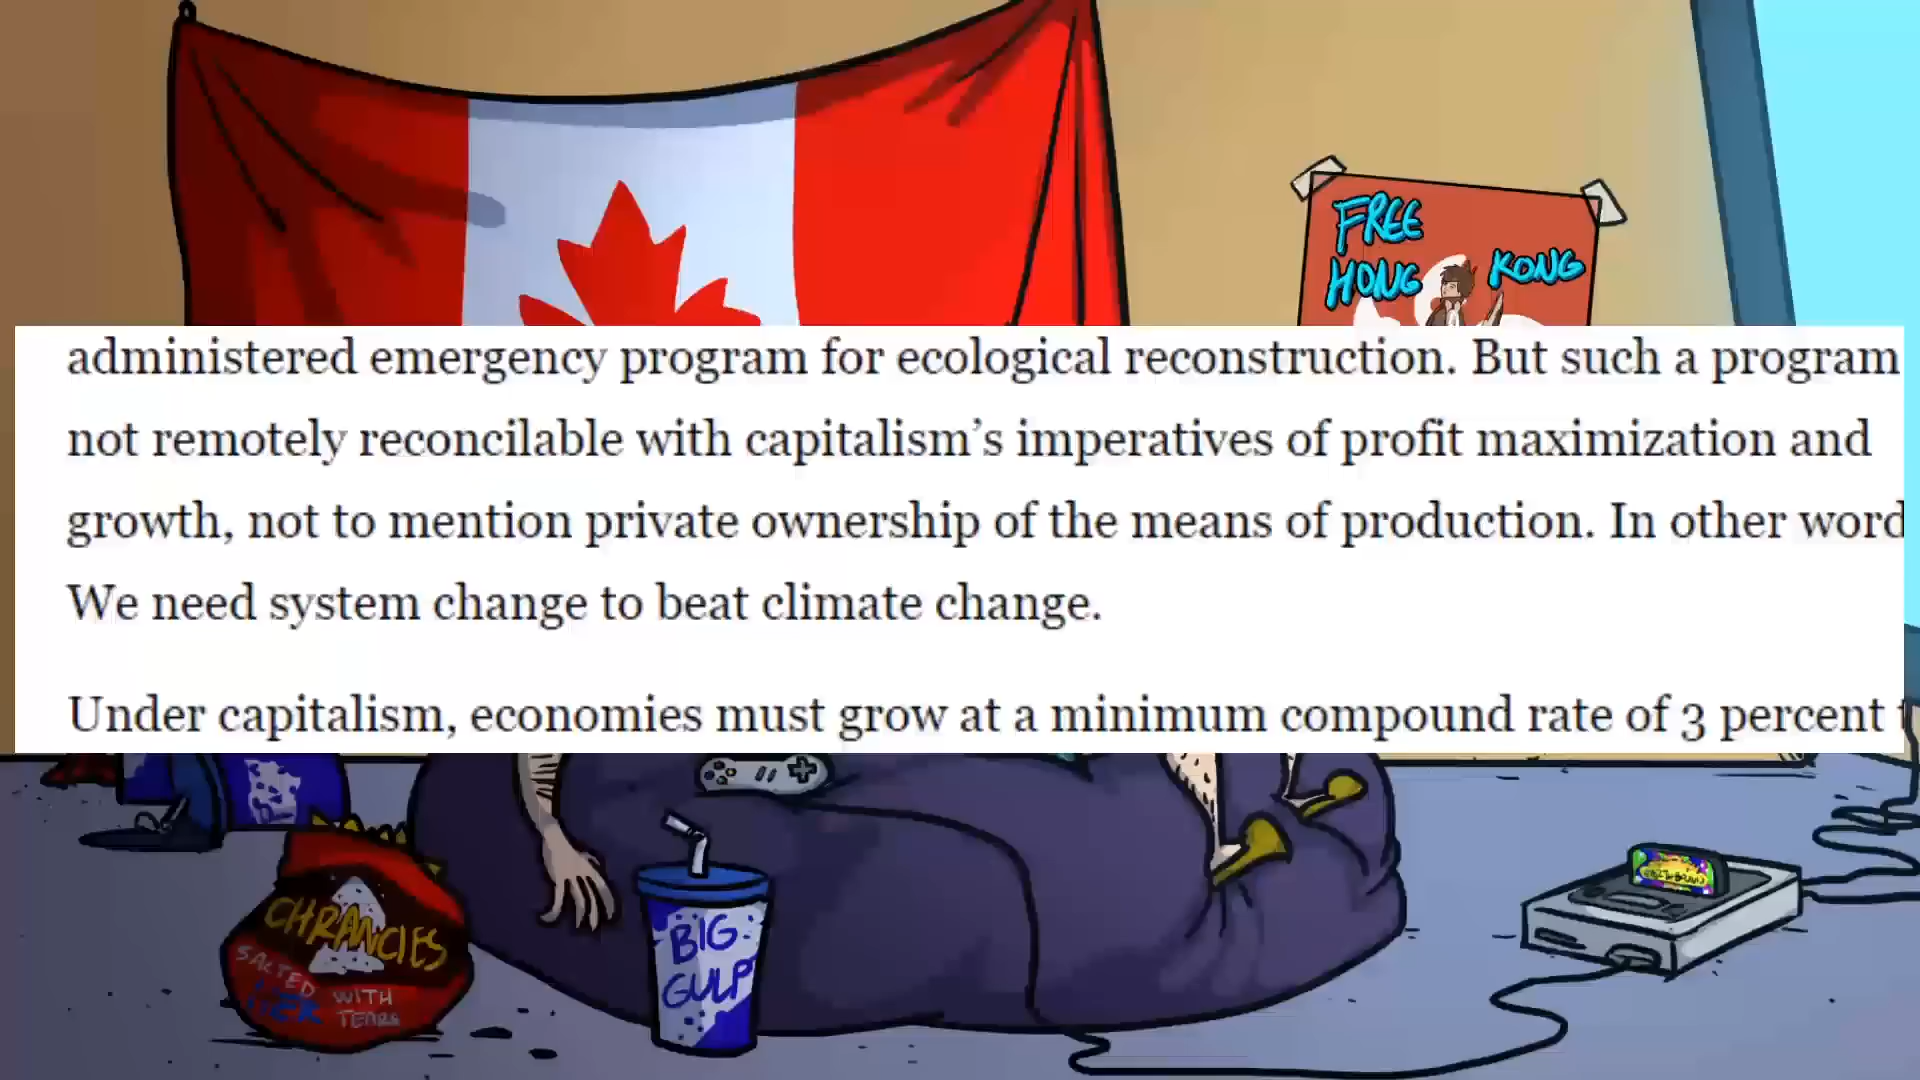 FREE
HONG KONG
administered emergency program for ecological reconstruction. But such a program
not remotely reconcilable with capitalism’s imperatives of profit maximization and
growth, not to mention private ownership of the means of production. In other word
We need system change to beat climate change.
Under capitalism, economies must grow at a minimum compound rate of 3 percent t
CHRANCIES
SALTED
WITH
TEARS
BIG
GULP